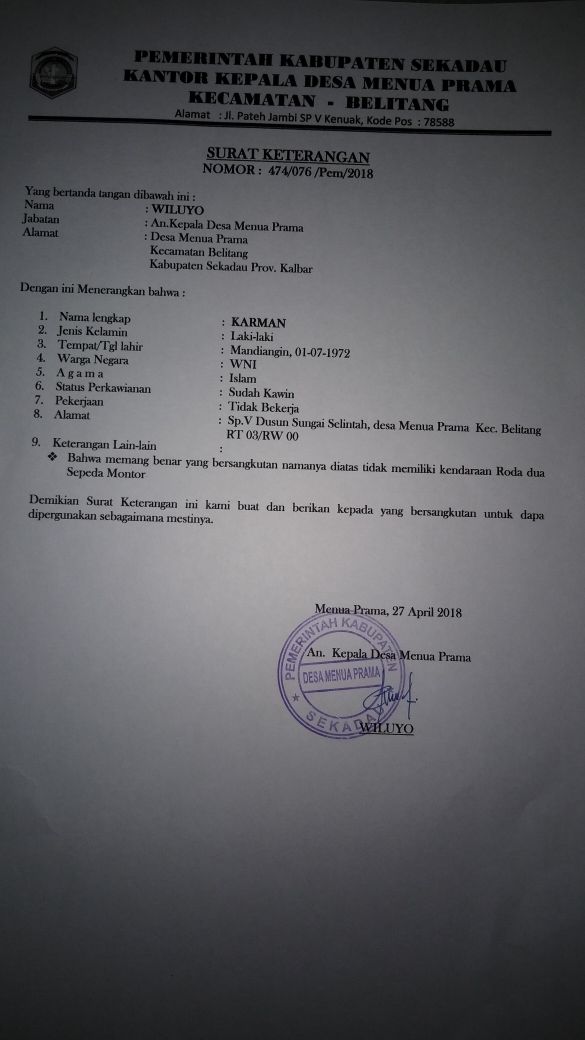 PEMERINTAH KABUPATEN SEKADAU
KANTOR KEPALA DESA MENUA PRAMA
KECAMATAN - BELITANG
Alamat : Jl. Pateh Jambi SP V Kenuak, Kode Pos : 78588
SURAT KETERANGAN
NOMOR : 474/076 /Pem/2018
Yang bertanda tangan dibawah ini :
Nama : WILUYO
Jabatan : An.Kepala Desa Menua Prama
Alamat : Desa Menua Prama
Kecamatan Belitang
Kabupaten Sekadau Prov. Kalbar
Dengan ini Menerangkan bahwa :
1. Nama lengkap : KARMAN
2. Jenis Kelamin : Laki-laki
3. Tempat/Tgl lahir : Mandiangin, 01-07-1972
4. Warga Negara : WNI
5. A g a m a : Islam
6. Status Perkawianan : Sudah Kawin
7. Pekerjaan : Tidak Bekerja
8. Alamat : Sp.V Dusun Sungai Selintah, desa Menua Prama Kec. Belitang
RT 03/RW 00
9. Keterangan Lain-lain :
❖ Bahwa memang benar yang bersangkutan namanya diatas tidak memiliki kendaraan Roda dua
Sepeda Montor
Demikian Surat Keterangan ini kami buat dan berikan kepada yang bersangkutan untuk dapa
dipergunakan sebagaimana mestinya.
Menua Prama, 27 April 2018
An. Kepala Desa Menua Prama
PEMERINTAH KABUPATEN
DESA MENUA PRAMA
★ SEKADAU
WILUYO